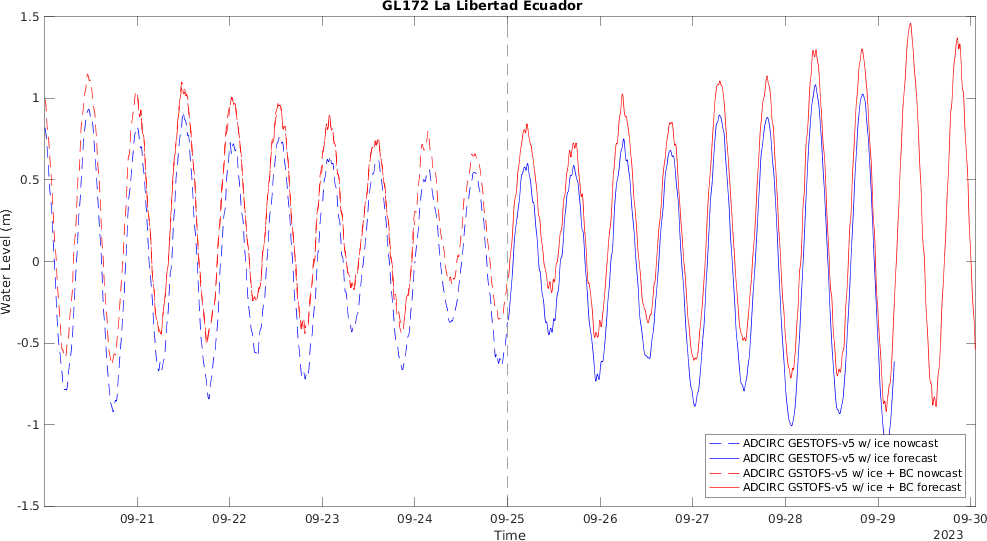 GL172 La Libertad Ecuador
1.5
1
0.5
0
-0.5
-1
-1.5
Water Level (m)
09-21
09-22
09-23
09-24
09-25
09-26
09-27
09-28
09-29
09-30
Time
2023
ADCIRC GESTOFS-v5 w/ ice nowcast
ADCIRC GESTOFS-v5 w/ ice forecast
ADCIRC GSTOFS-v5 w/ ice + BC nowcast
ADCIRC GSTOFS-v5 w/ ice + BC forecast